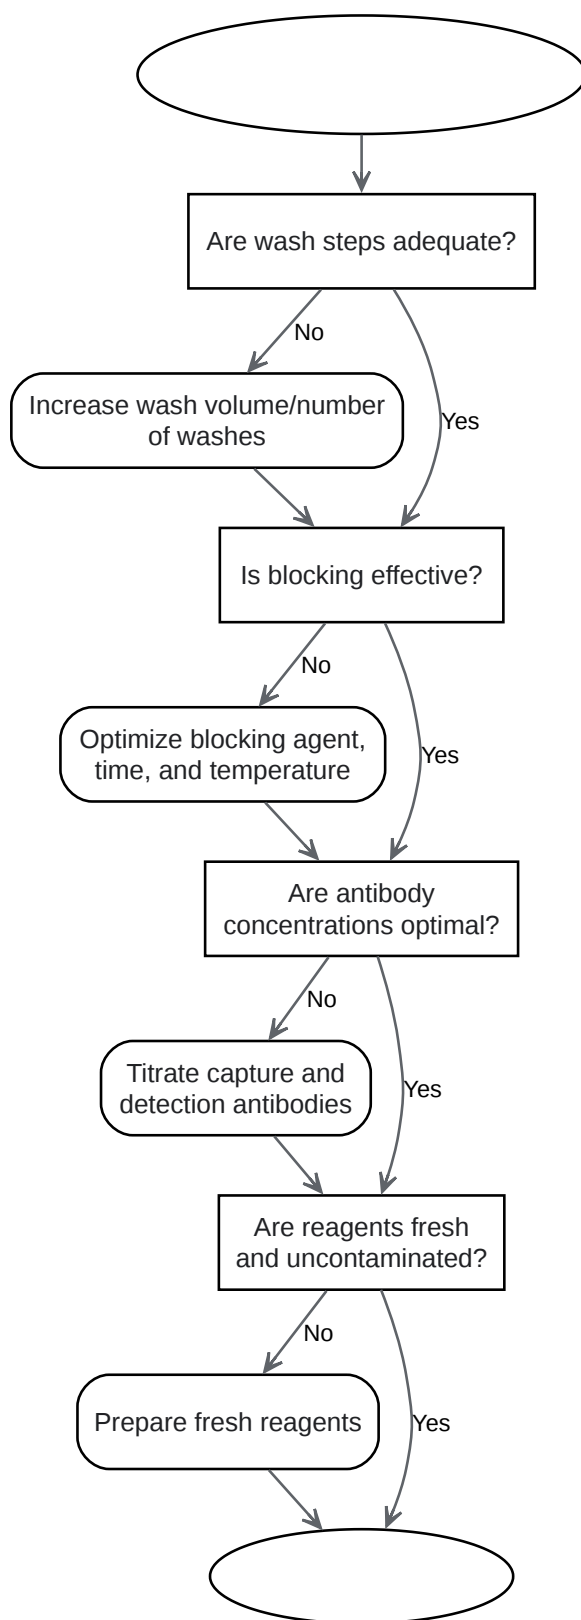 Are wash steps adequate?
No
Increase wash volume/number
of washes
Yes
Is blocking effective?
No
Optimize blocking agent,
time, and temperature
Yes
Are antibody
concentrations optimal?
No
Titrate capture and
detection antibodies
Yes
Are reagents fresh
and uncontaminated?
No
Prepare fresh reagents
Yes